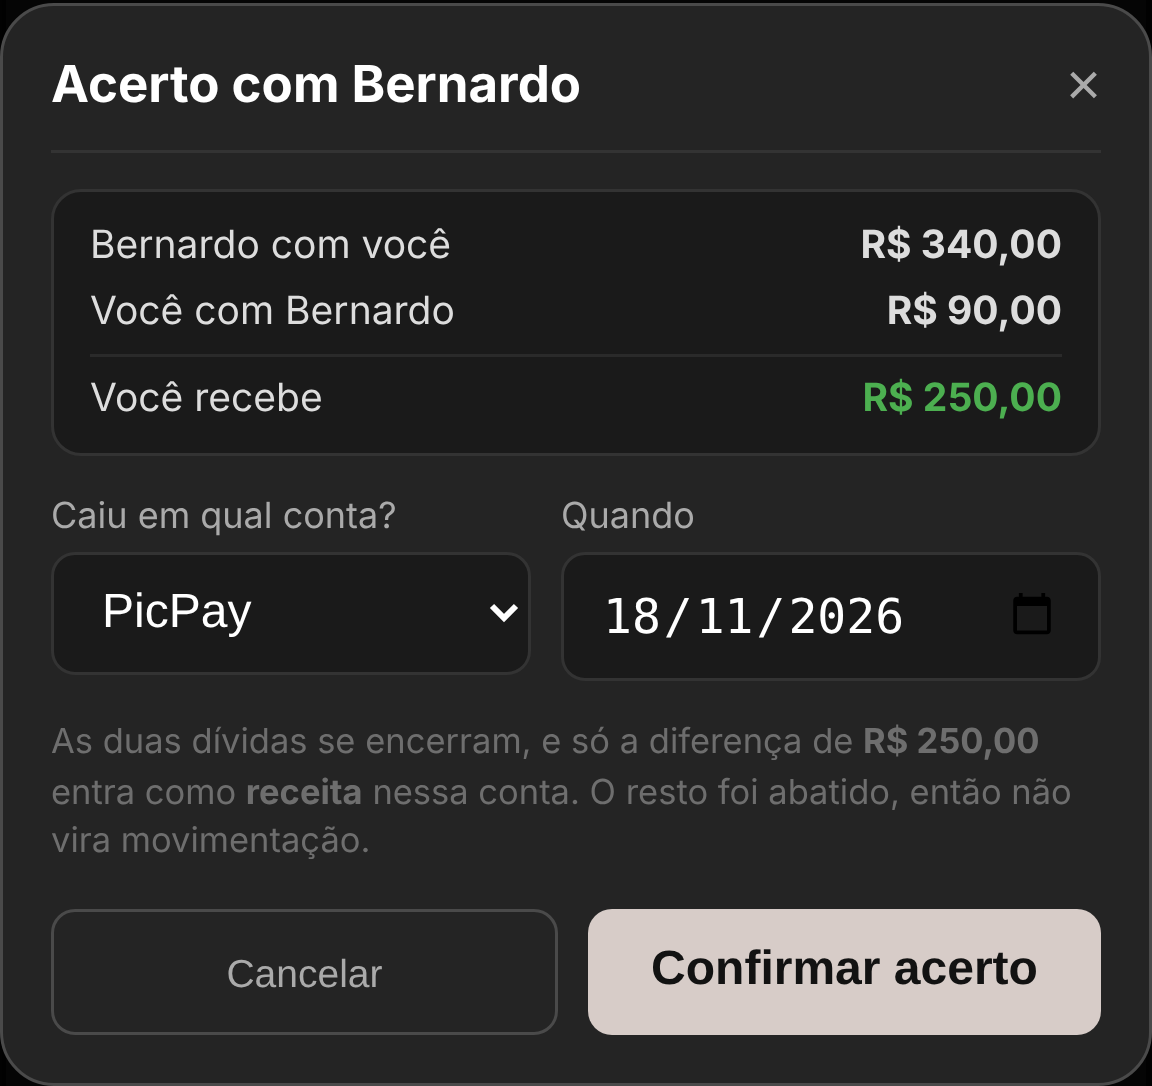 Acerto com Bernardo ×
Bernardo com você R$ 340,00
Você com Bernardo R$ 90,00
Você recebe R$ 250,00
Caiu em qual conta? Quando
PicPay 18/11/2026
As duas dívidas se encerram, e só a diferença de R$ 250,00
entra como receita nessa conta. O resto foi abatido, então não
vira movimentação.
Cancelar Confirmar acerto